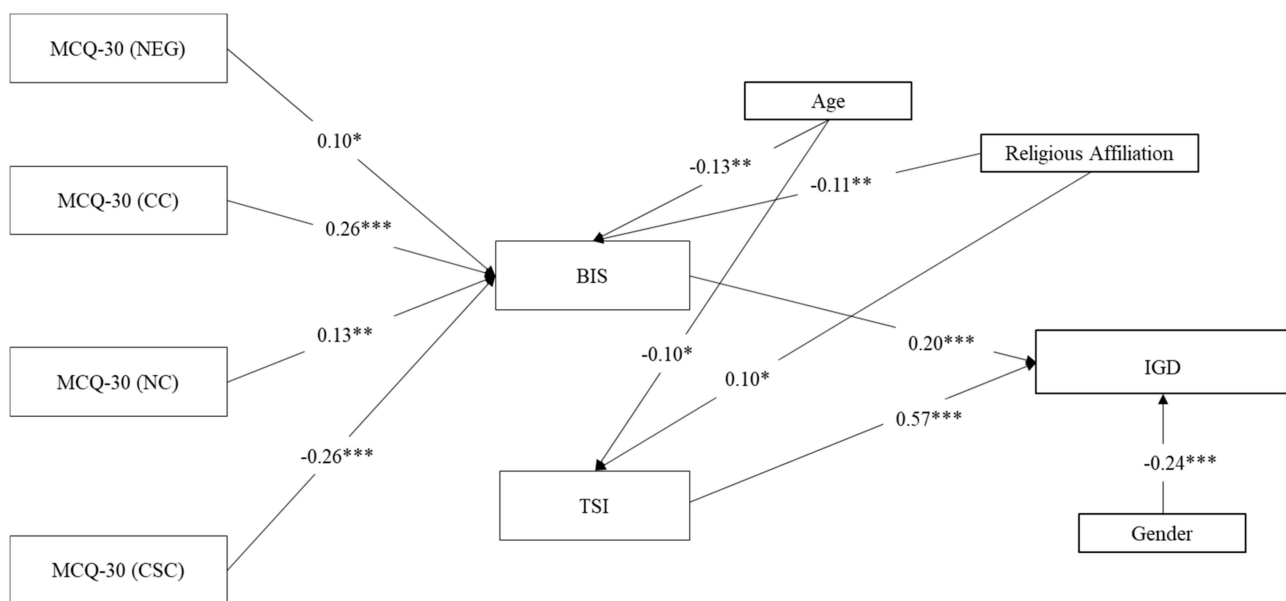 MCQ-30 (NEG)
Age
0.10*
Religious Affiliation
-0.13**
-0.11**
MCQ-30 (CC)
0.26***
BIS
0.13**
0.20***
-0.10*
IGD
MCQ-30 (NC)
0.10*
0.57***
-0.26***
-0.24***
TSI
Gender
MCQ-30 (CSC)